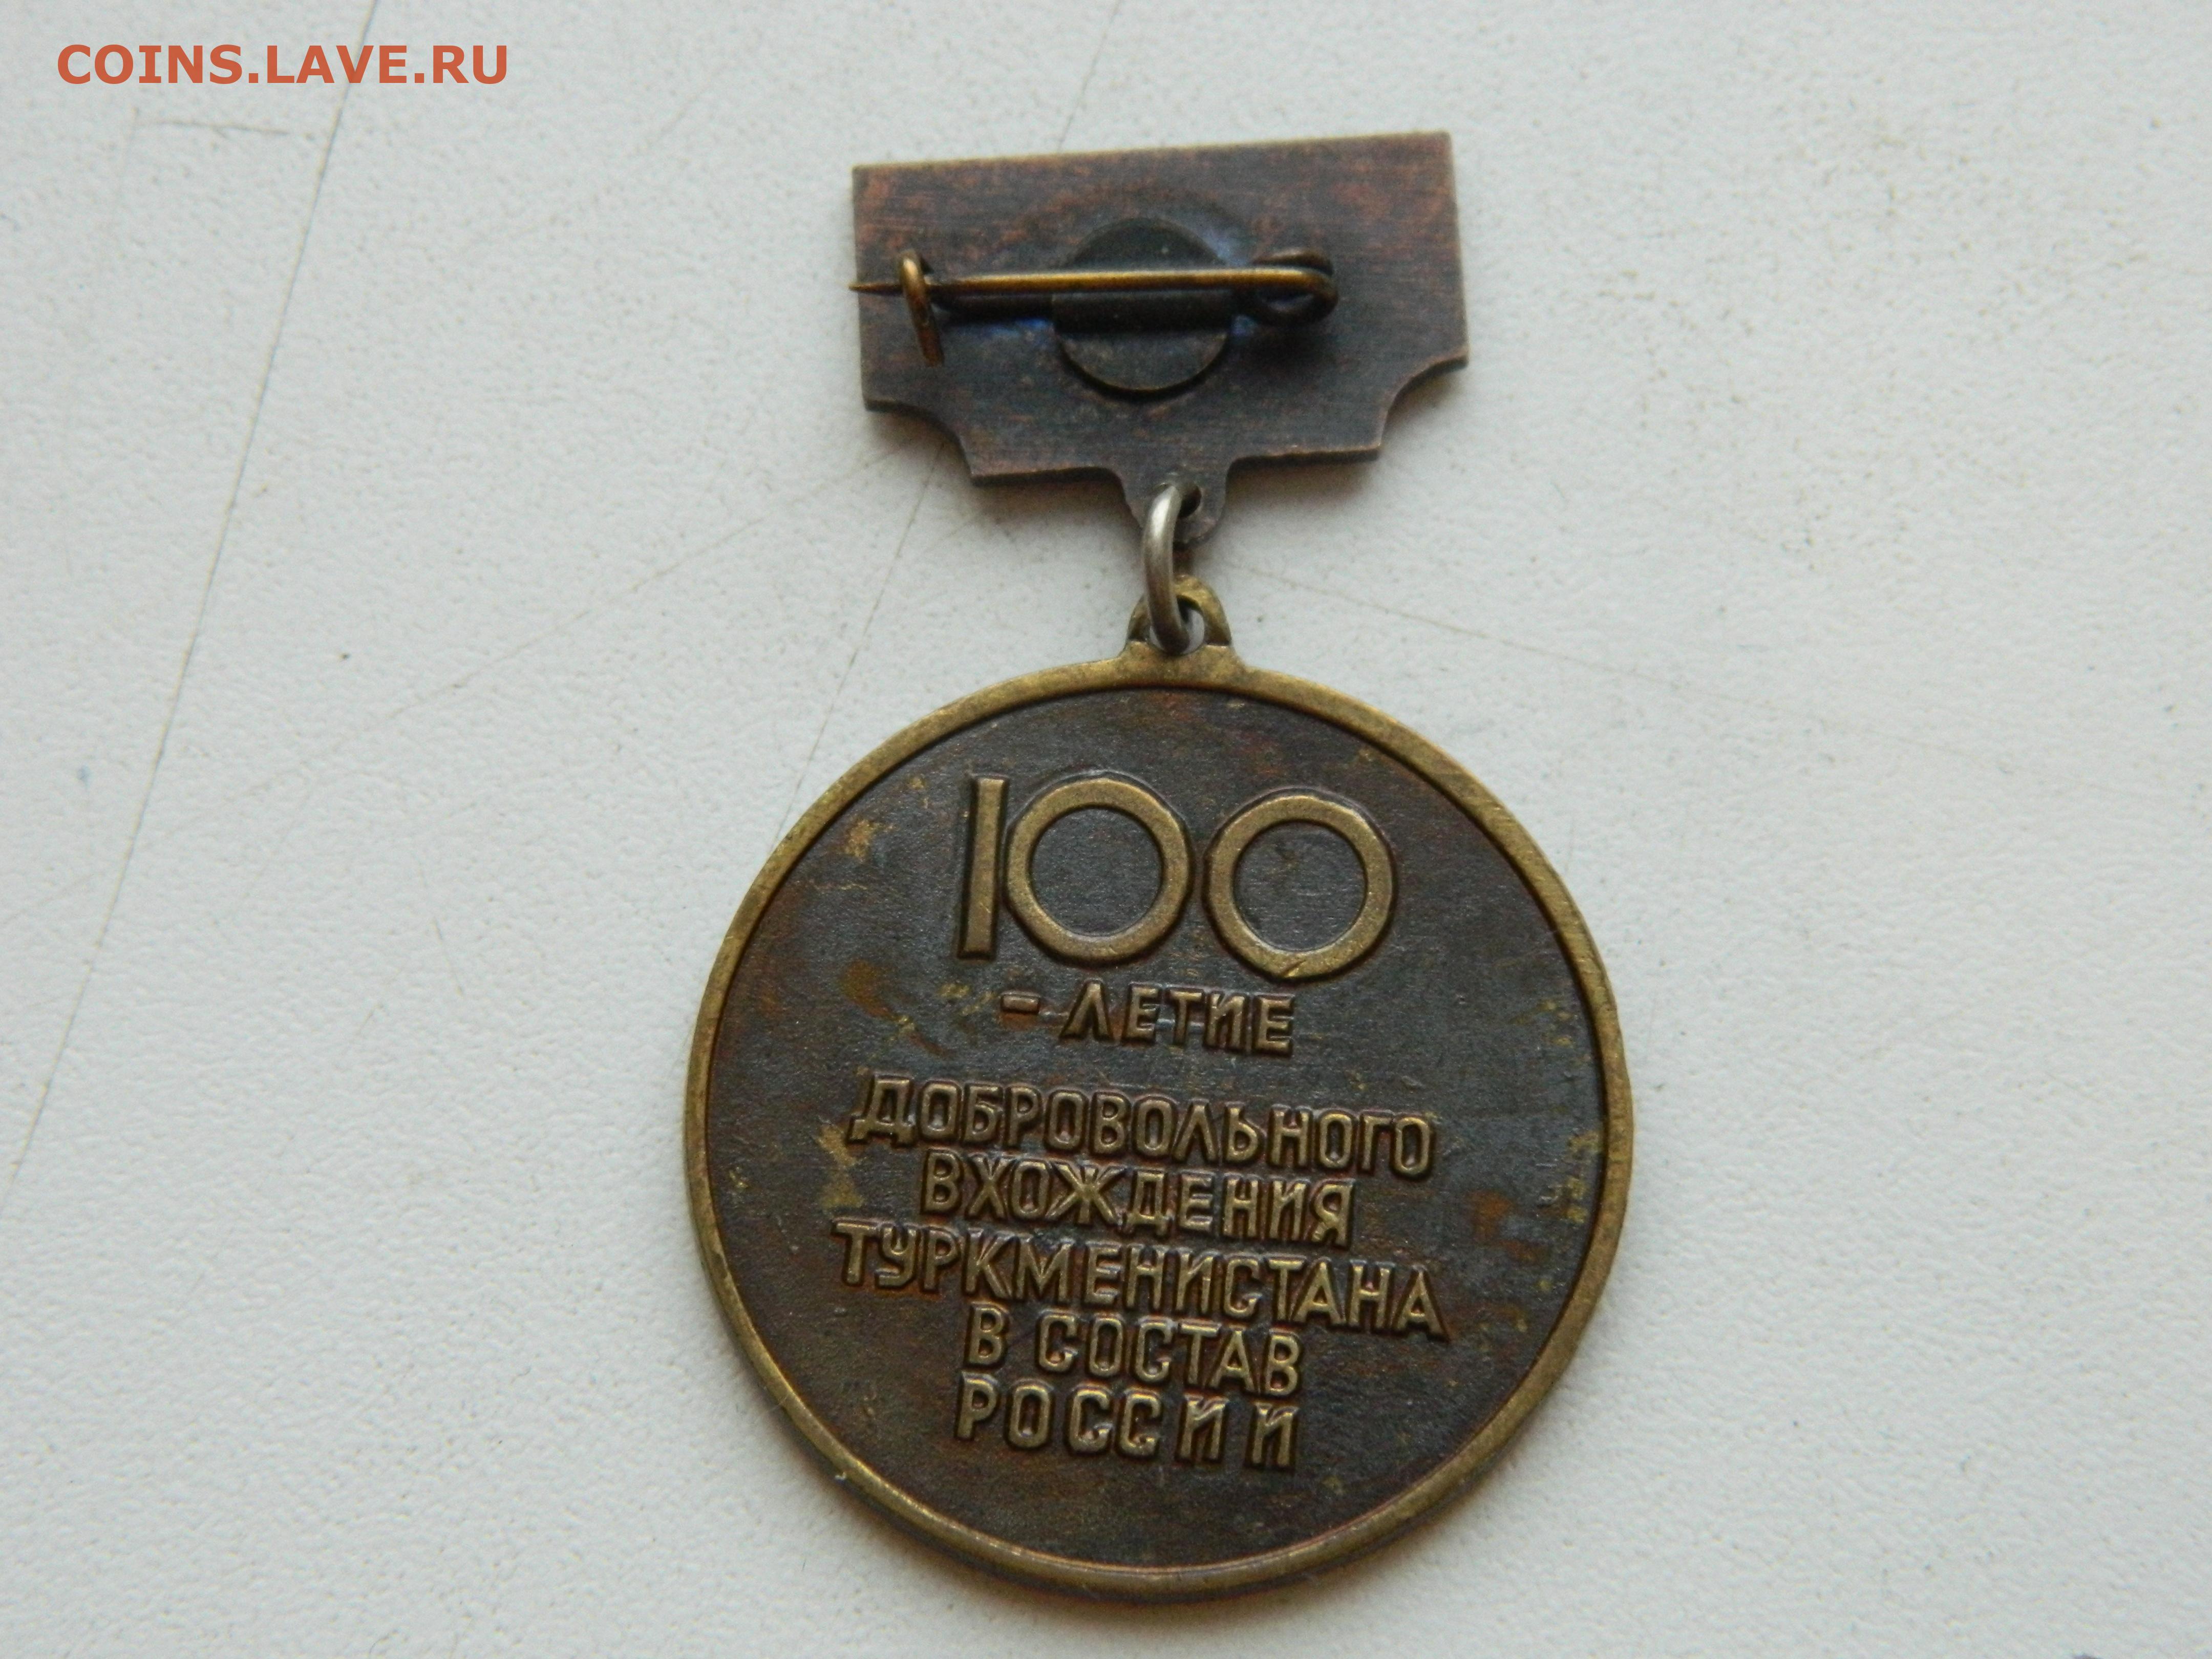 COINS.LAVE.RU
100
- ЛЕТИЕ
ДОБРОВОЛЬНОГО
ВХОЖДЕНИЯ
ТУРКМЕНИСТАНА
В СОСТАВ
РОССИИ